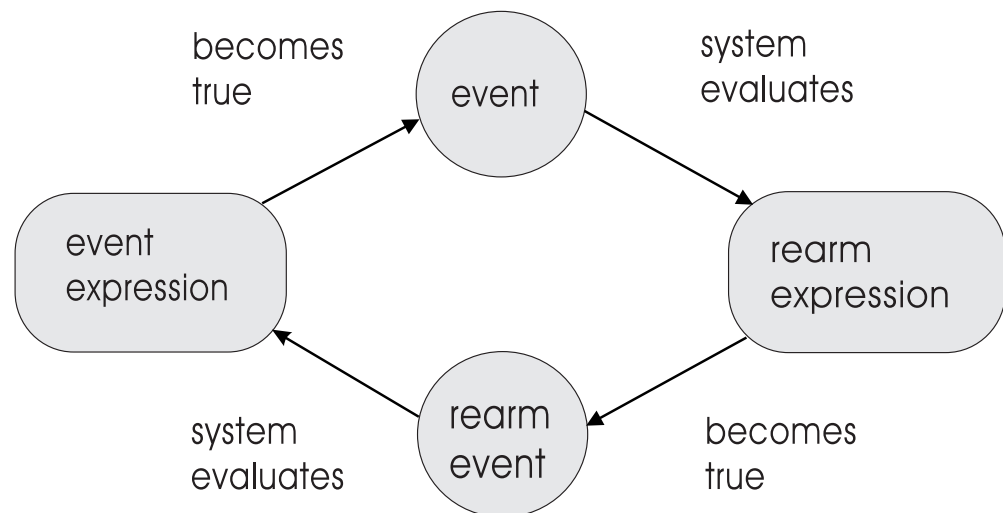 becomes
true
event
system
evaluates
event
expression
rearm
expression
system
evaluates
rearm
event
becomes
true